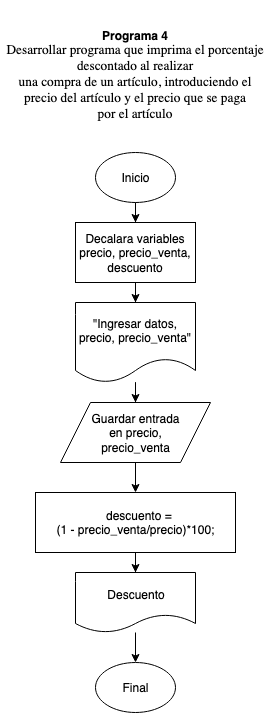 Programa 4
Desarrollar programa que imprima el porcentaje
descontado al realizar
una compra de un artículo, introduciendo el
precio del artículo y el precio que se paga
por el artículo
Inicio
Decalara variables
precio, precio_venta,
descuento
"Ingresar datos,
precio, precio_venta"
Guardar entrada
en precio,
precio_venta
descuento =
(1 - precio_venta/precio)*100;
Descuento
Final